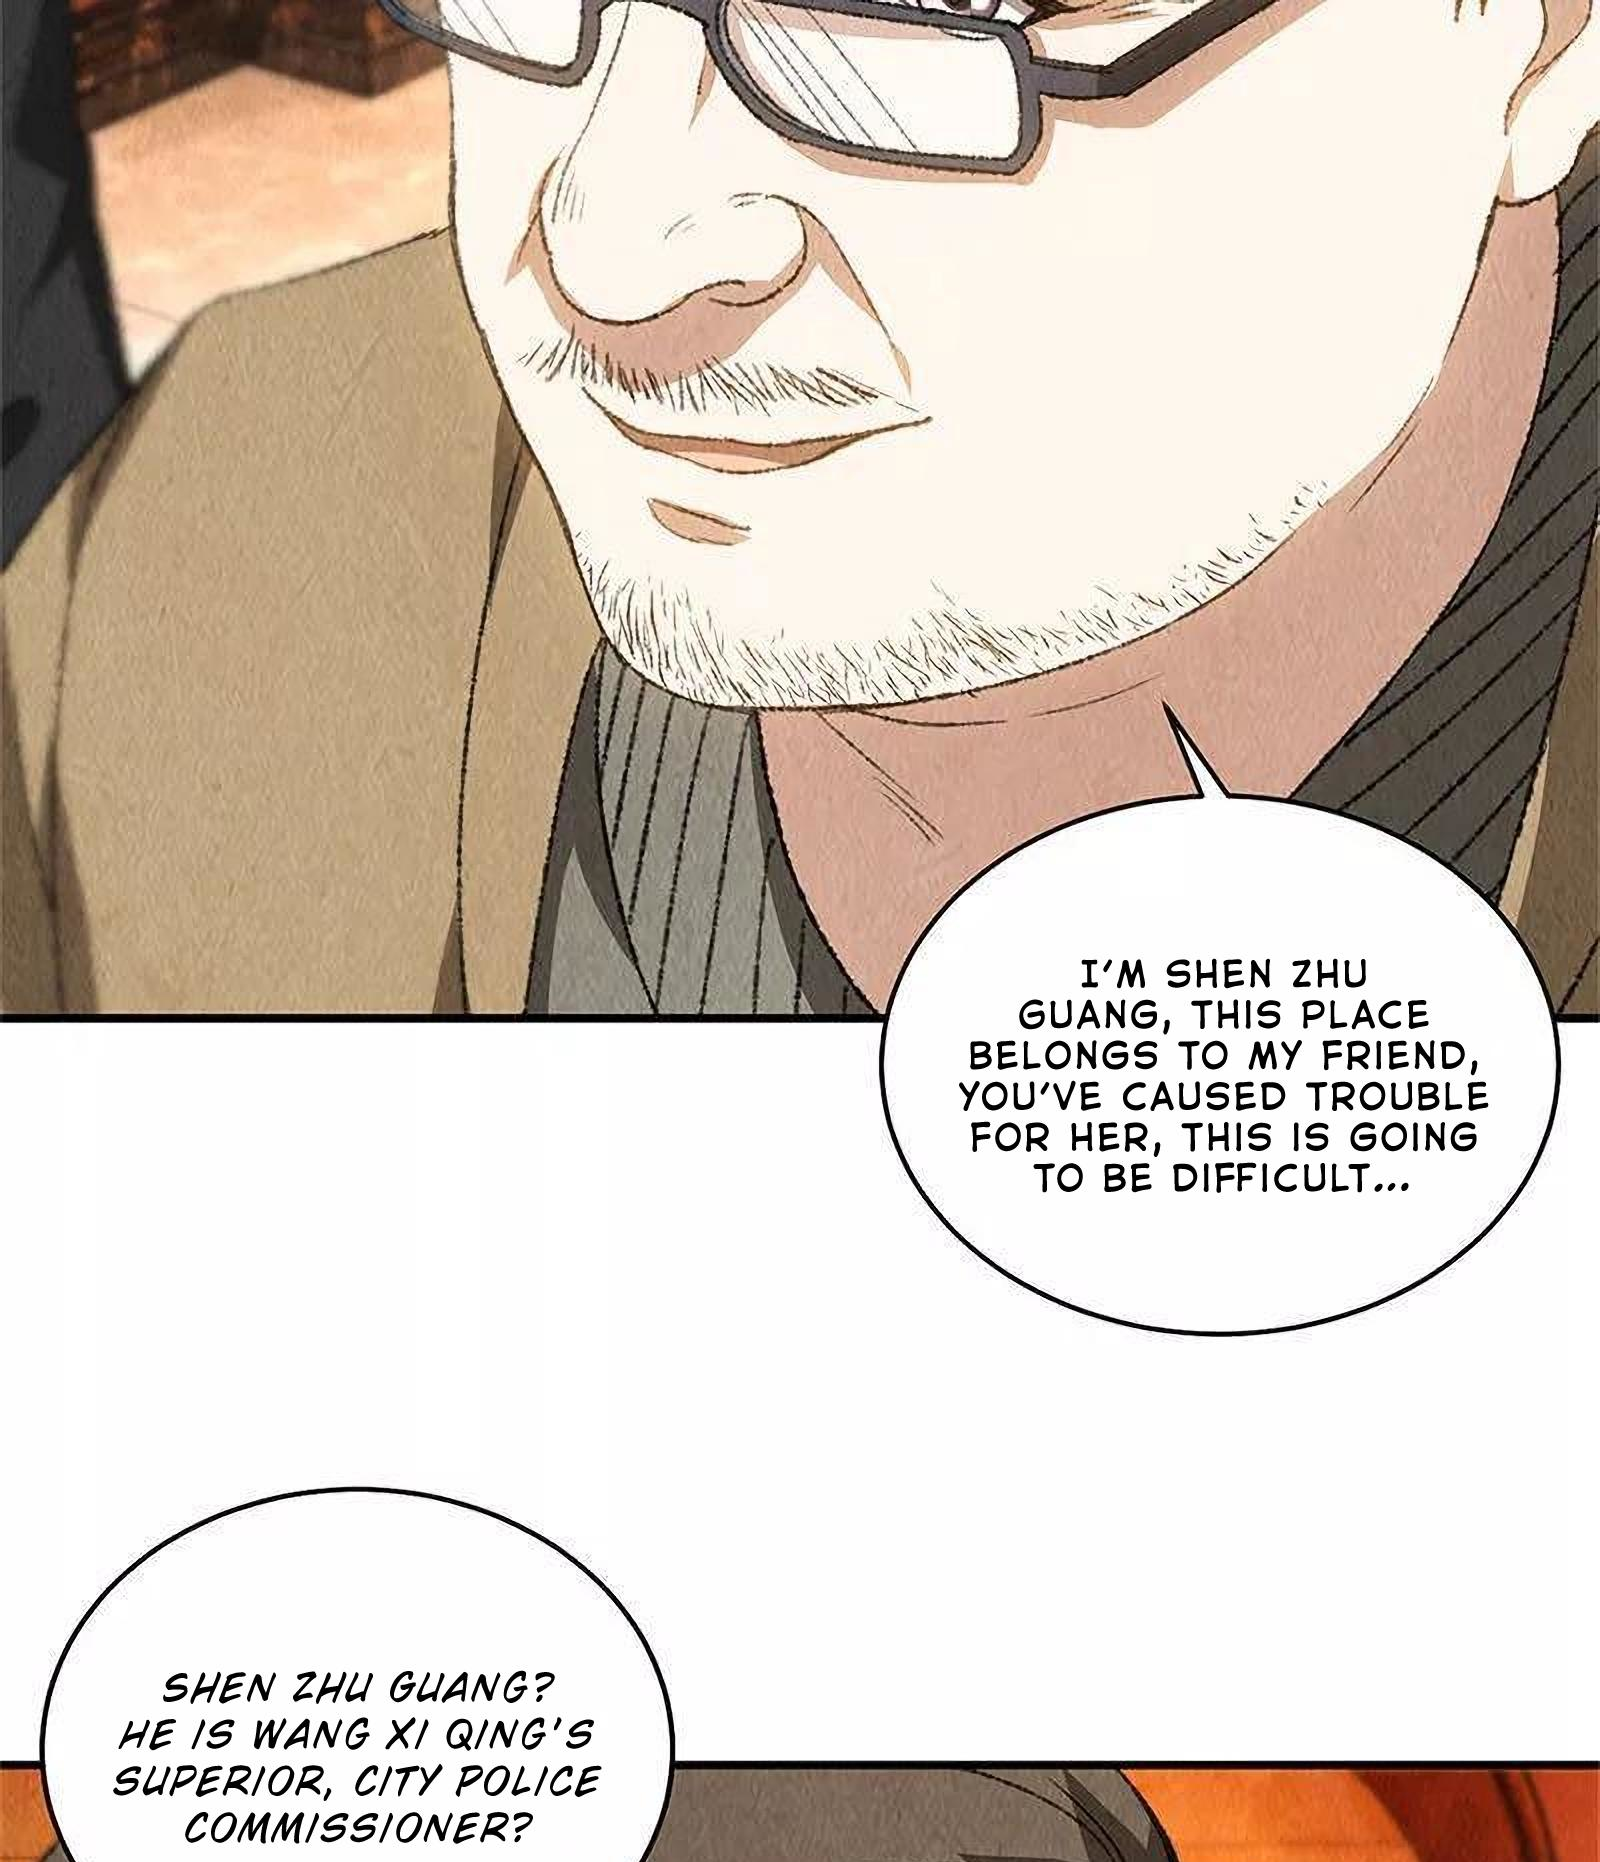 I'M SHEN ZHU
GUANG, THIS PLACE
BELONGS TO MY FRIEND,
YOU'VE CAUSED TROUBLE
FOR HER, THIS IS GOING
TO BE DIFFICULT...
SHEN ZHU GUANG?
HE IS WANG XI QING'S
SUPERIOR, CITY POLICE
COMMISSIONER?